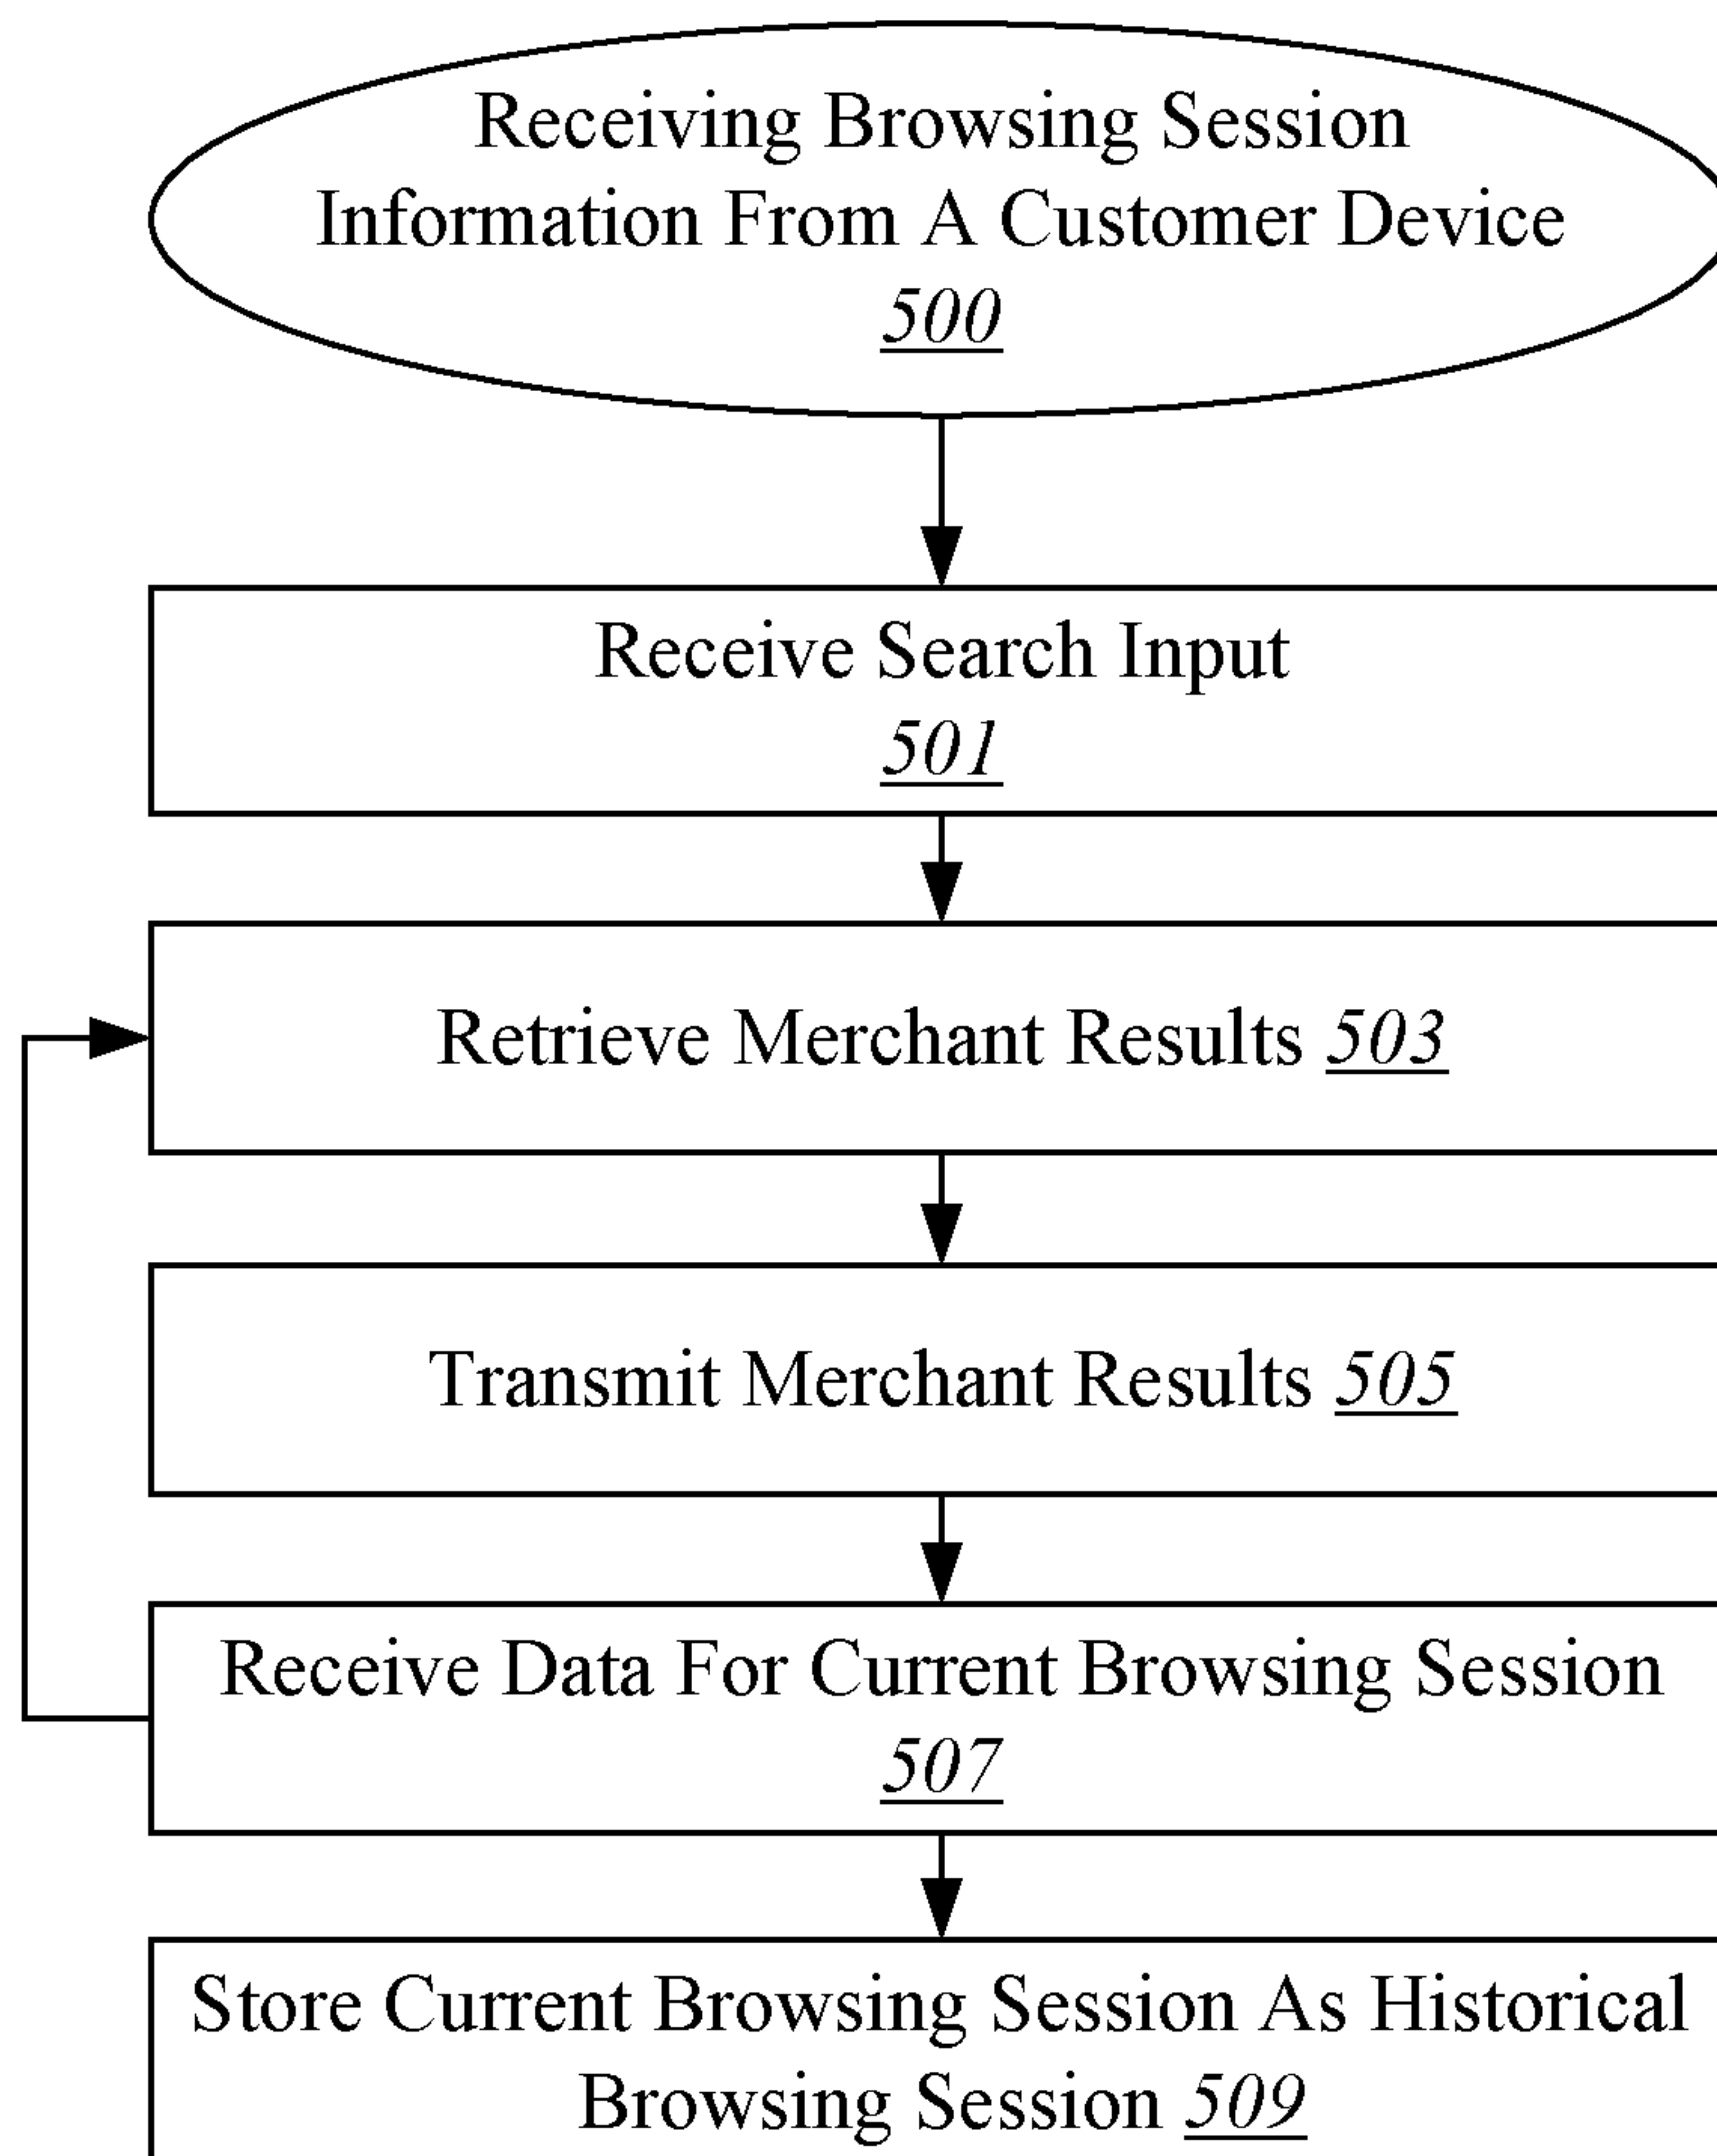 Receiving Browsing Session
Information From A Customer Device
500
Receive Search Input
501
Retrieve Merchant Results 503
Transmit Merchant Results 505
Receive Data For Current Browsing Session
507
Store Current Browsing Session As Historical
Browsing Session 509